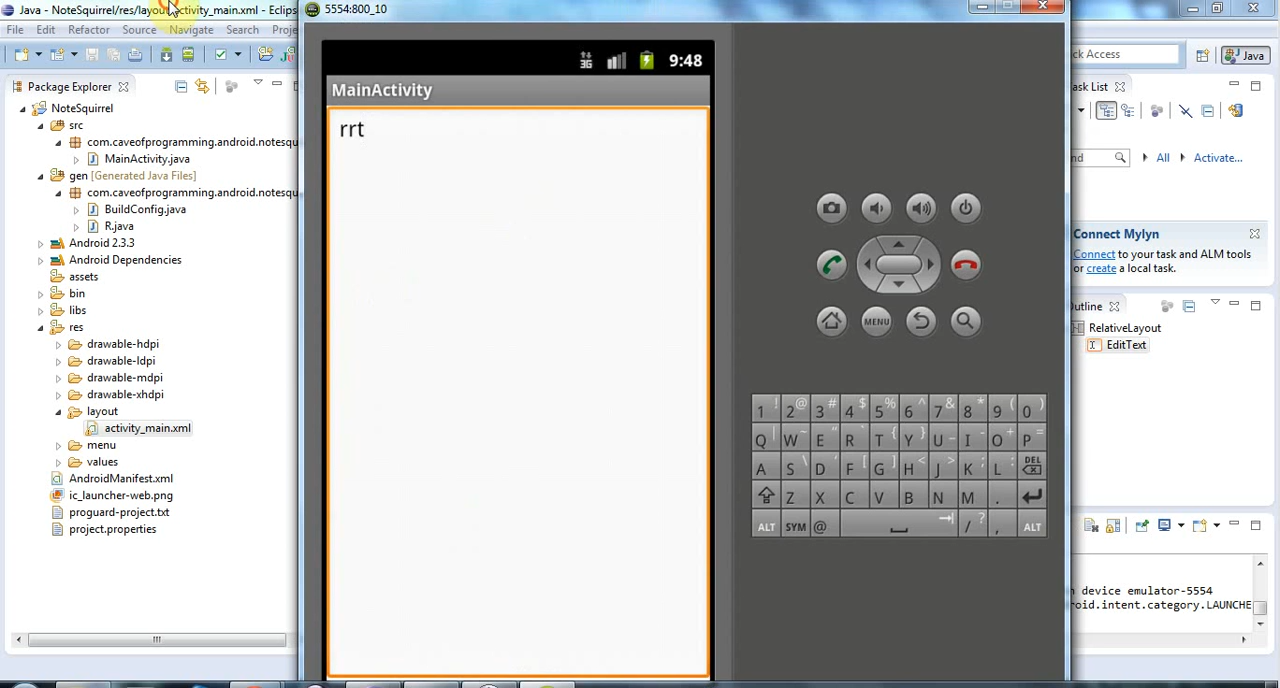 Java - NoteSquirrel/res/layout/activity_main.xml - Eclips
File Edit Refactor Source Navigate Search Proje
Package Explorer
NoteSquirrel
src
com.caveofprogramming.android.notesqu
MainActivity.java
gen [Generated Java Files]
com.caveofprogramming.android.notesqu
BuildConfig.java
R.java
Android 2.3.3
Android Dependencies
assets
bin
libs
res
drawable-hdpi
drawable-ldpi
drawable-mdpi
drawable-xhdpi
layout
activity_main.xml
menu
values
AndroidManifest.xml
ic_launcher-web.png
proguard-project.txt
project.properties
5554:800_10
3G 9:48
MainActivity
rrt
MENU
1 ! 2 @ 3 # 4 $ 5 % 6 ^ 7 & 8 * 9 ( 0 )
Q | W ~ E " R ` T { Y } U _ I - O + P =
A S \ D ' F [ G ] H < J > K ; L : DEL
Z X C V B N M .
ALT SYM @ / ? , ALT
uick Access
Java
ask List
nd All Activate...
Connect Mylyn
Connect to your task and ALM tools
or create a local task.
Outline
RelativeLayout
EditText
n device emulator-5554
droid.intent.category.LAUNCHE